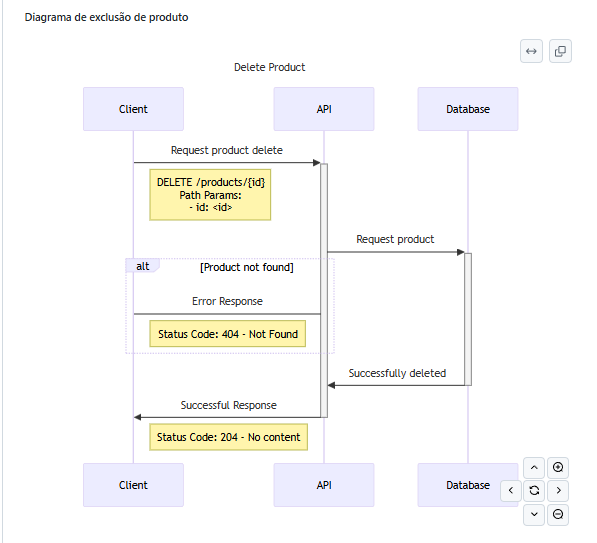 Diagrama de exclusão de produto
Delete Product
Client
API
Database
Request product delete
DELETE /products/{id}
Path Params:
- id: <id>
Request product
alt
[Product not found]
Error Response
Status Code: 404 - Not Found
Successfully deleted
Successful Response
Status Code: 204 - No content
Client
API
Database